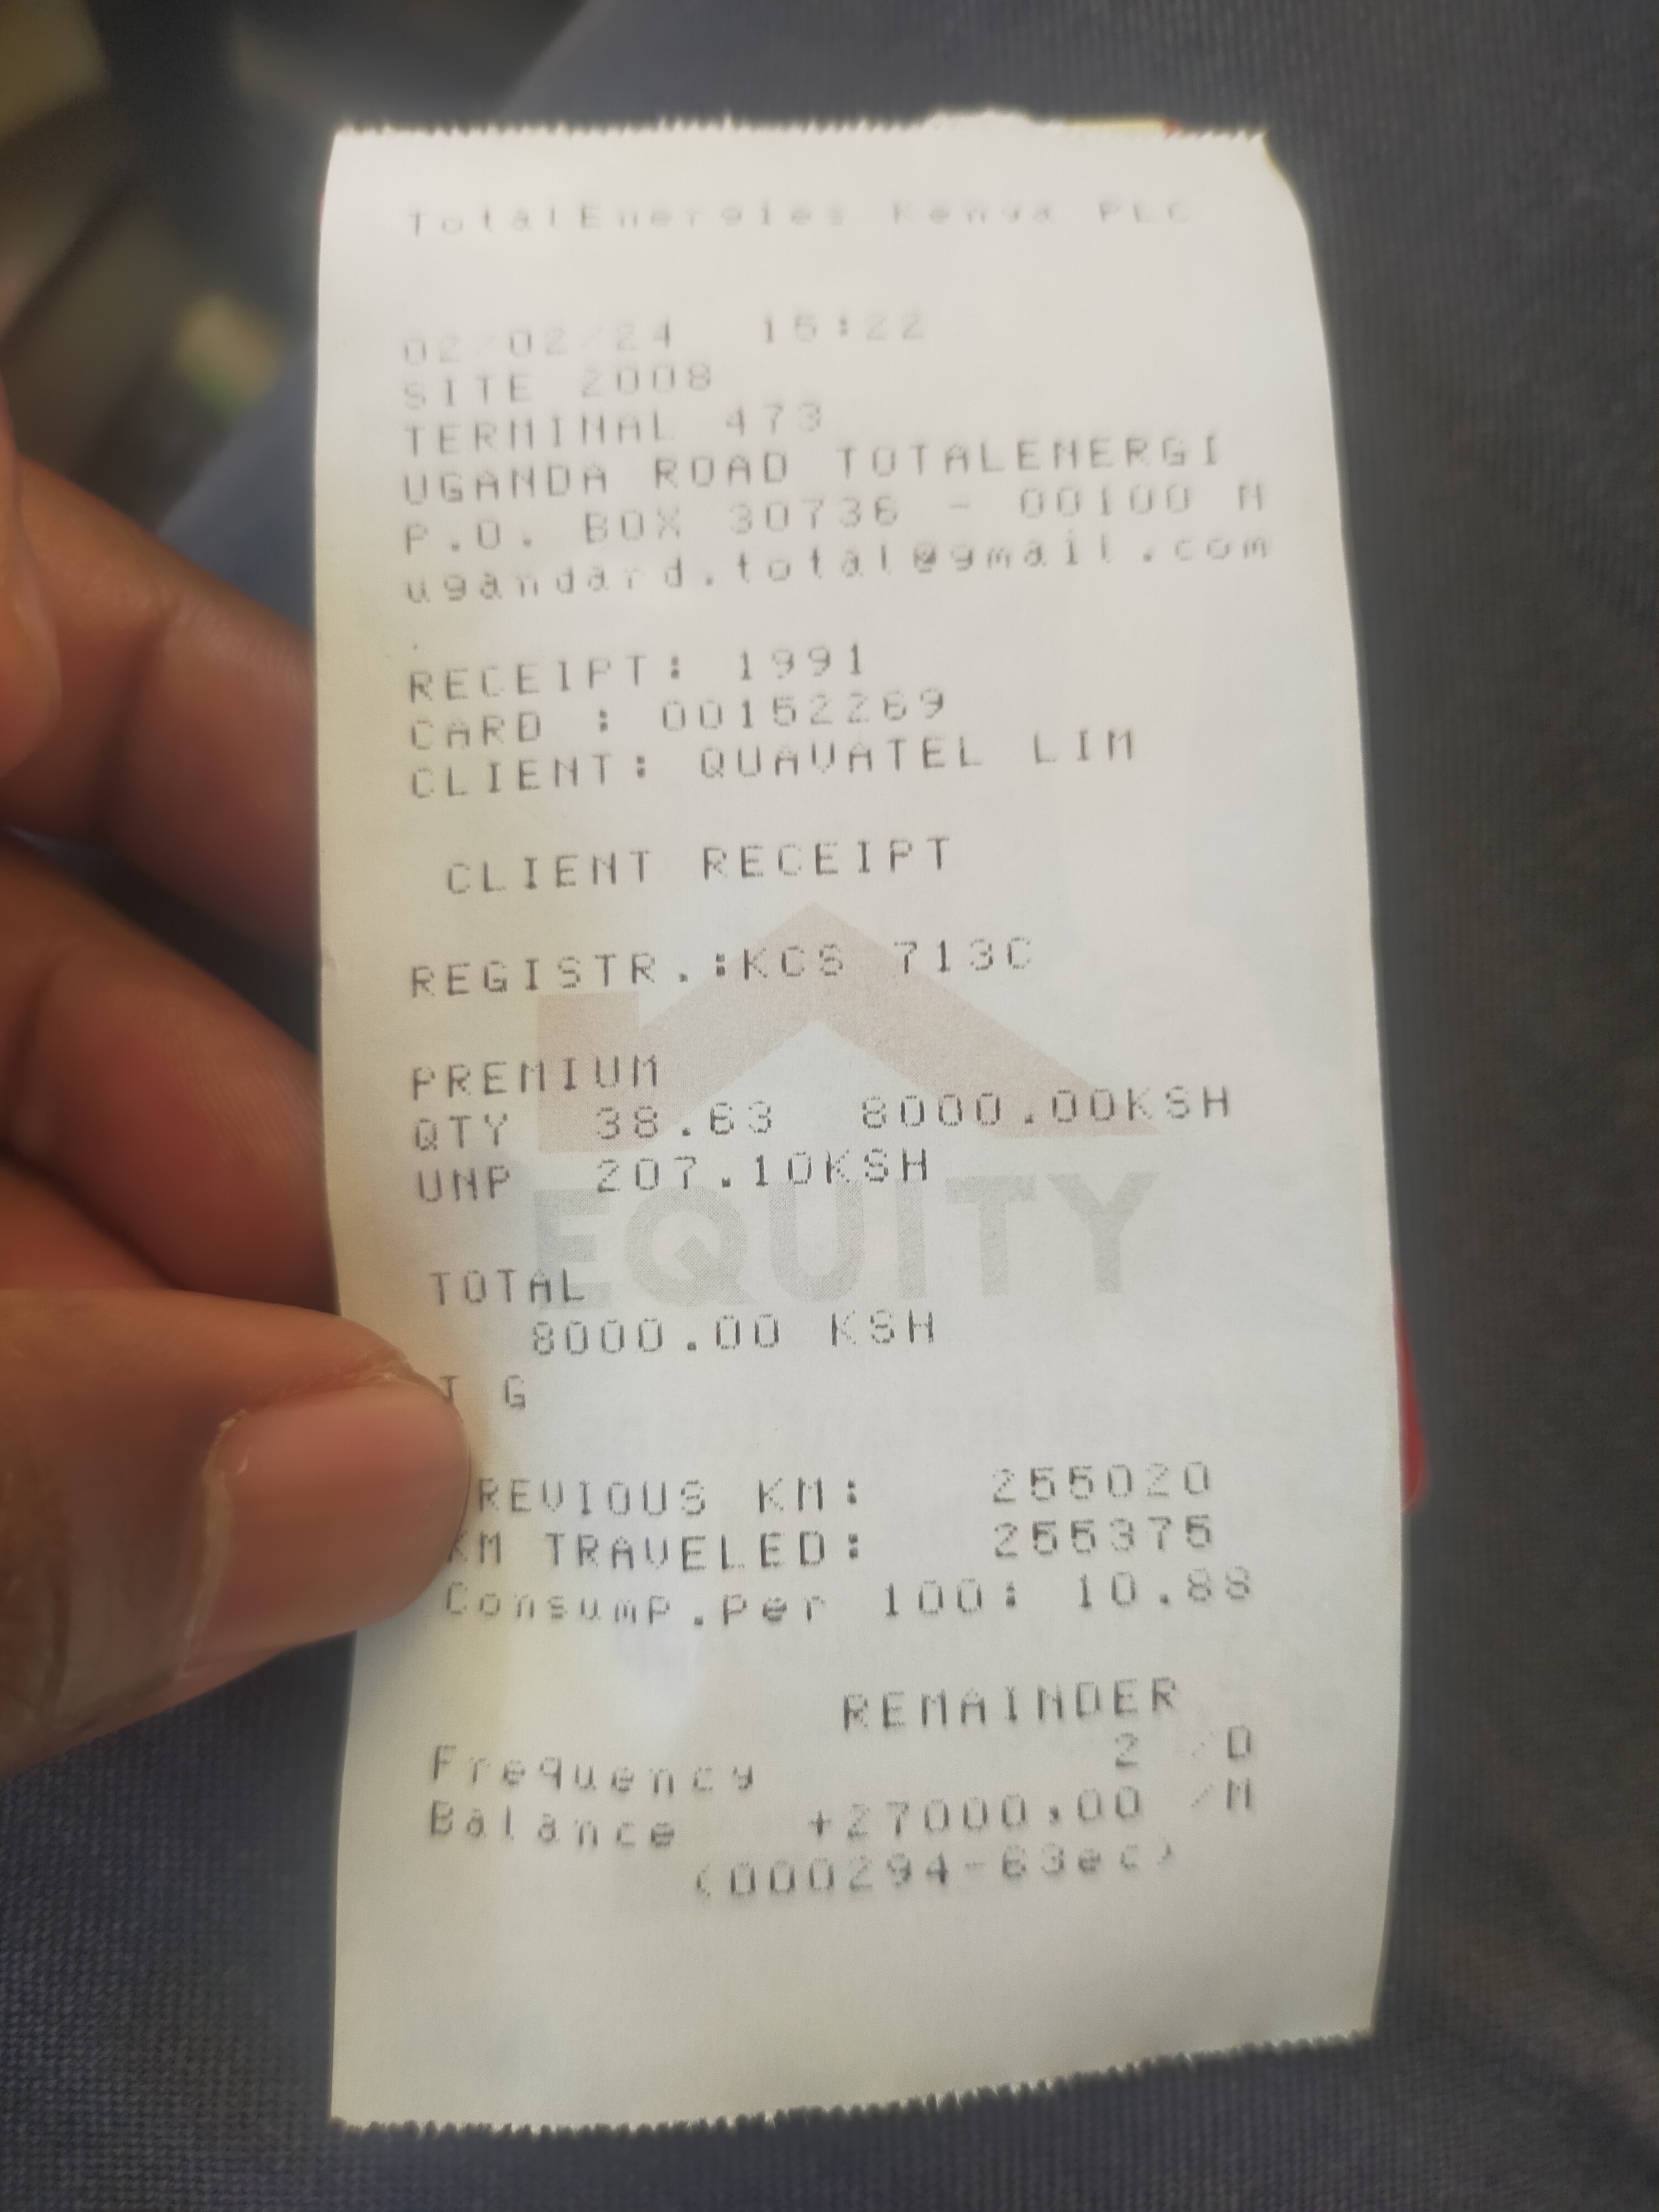 TotalEnergies Kenya PLC
02/02/24 15:22
SITE 2008
TERMINAL 473
UGANDA ROAD TOTALENERGI
P.O. BOX 30736 - 00100 N
ugandard.total@gmail.com
.
RECEIPT: 1991
CARD : 00152269
CLIENT: QUAVATEL LIM
CLIENT RECEIPT
REGISTR.:KCS 713C
PREMIUM
QTY 38.63 8000.00KSH
UNP 207.10KSH
EQUITY
TOTAL
8000.00 KSH
T G
REVIOUS KM: 255020
KM TRAVELED: 255375
Consump.Per 100: 10.88
REMAINDER
Frequency 2 /D
Balance +27000,00 /M
(000294-63ec)